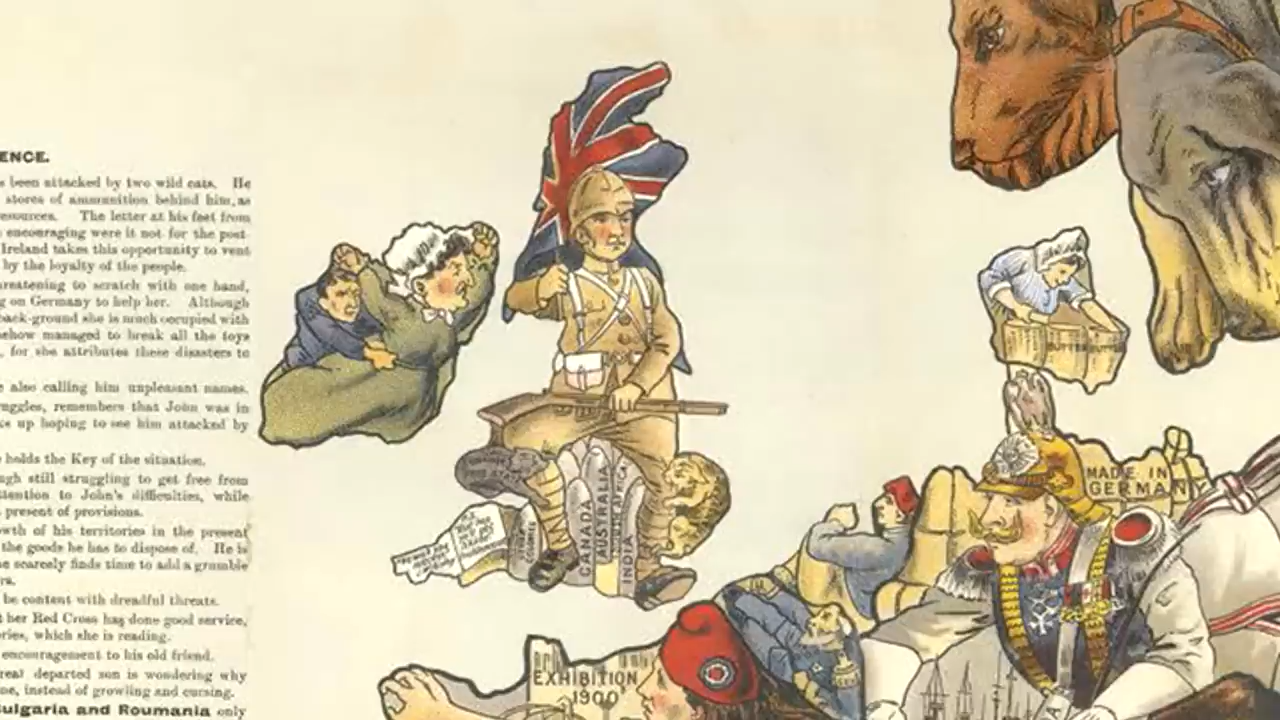 ENCE.
s been attacked by two wild cats. He
stores of ammunition behind him, as
esources. The letter at his feet from
encouraging were it not for the post-
Ireland takes this opportunity to vent
by the loyalty of the people.
hreatening to scratch with one hand,
g on Germany to help her. Although
back-ground she is much occupied with
mehow managed to break all the toys
, for she attributes these disasters to
e also calling him unpleasant names.
ruggles, remembers that John was in
ke up hoping to see him attacked by
holds the Key of the situation.
ugh still struggling to get free from
ttention to John's difficulties, while
present of provisions.
owth of his territories in the present
the goods he has to dispose of. He is
e scarcely finds time to add a grumble
rs.
be content with dreadful threats.
t her Red Cross has done good service,
ories, which she is reading.
encouragement to his old friend.
reat departed son is wondering why
ne, instead of growling and cursing.
Bulgaria and Roumania only
CANADA
AUSTRALIA
INDIA
BUTTER
MADE IN
GERMANY
EXHIBITION
1900